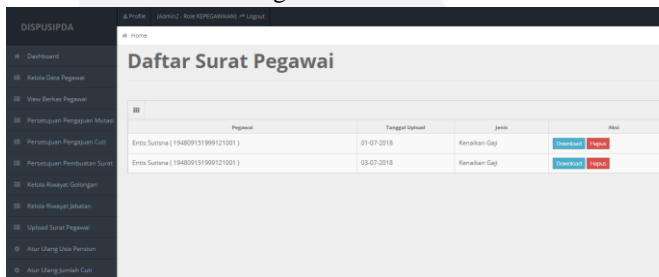 DISPUSIPDA
Profile (Admin2 - Role KEPEGAWAIAN) Logout
Home
Dashboard
Kelola Data Pegawai
View Berkas Pegawai
Persetujuan Pengajuan Mutasi
Persetujuan Pengajuan Cuti
Persetujuan Pembuatan Surat
Kelola Riwayat Golongan
Kelola Riwayat Jabatan
Upload Surat Pegawai
Atur Ulang Usia Pensiun
Atur Ulang Jumlah Cuti
Daftar Surat Pegawai
Pegawai Tanggal Upload Jenis Aksi
Entis Sutisna ( 194809151999121001 ) 01-07-2018 Kenaikan Gaji Download Hapus
Entis Sutisna ( 194809151999121001 ) 03-07-2018 Kenaikan Gaji Download Hapus